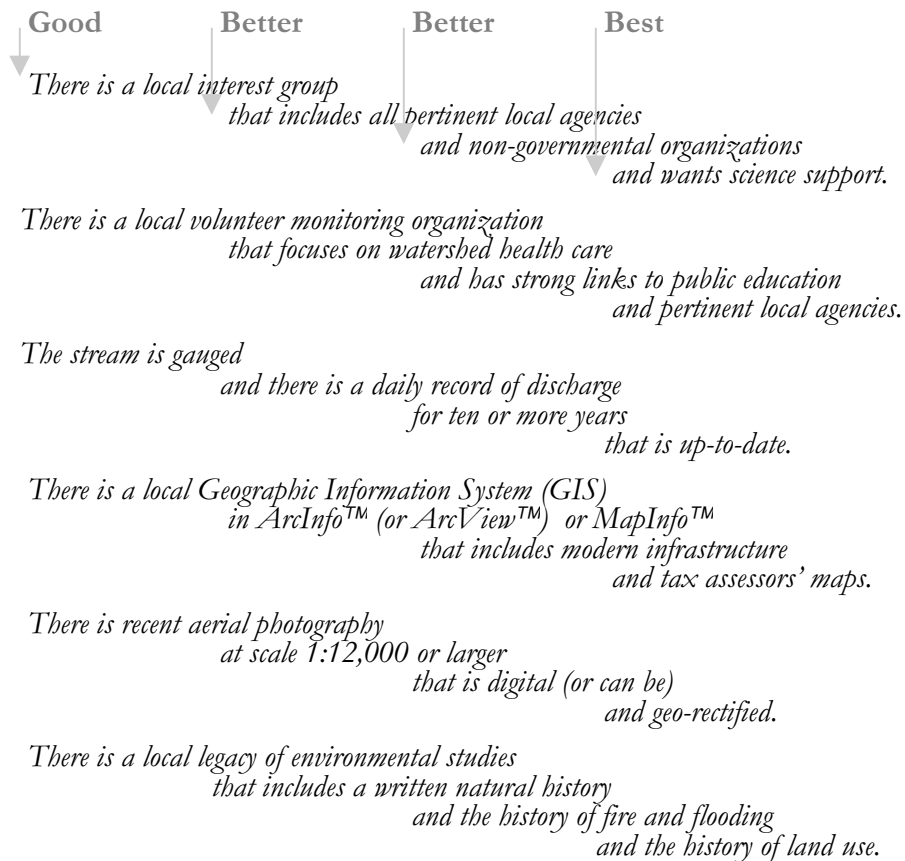 Good Better Better Best
There is a local interest group
that includes all pertinent local agencies
and non-governmental organizations
and wants science support.
There is a local volunteer monitoring organization
that focuses on watershed health care
and has strong links to public education
and pertinent local agencies.
The stream is gauged
and there is a daily record of discharge
for ten or more years
that is up-to-date.
There is a local Geographic Information System (GIS)
in ArcInfo™ (or ArcView™) or MapInfo™
that includes modern infrastructure
and tax assessors’ maps.
There is recent aerial photography
at scale 1:12,000 or larger
that is digital (or can be)
and geo-rectified.
There is a local legacy of environmental studies
that includes a written natural history
and the history of fire and flooding
and the history of land use.